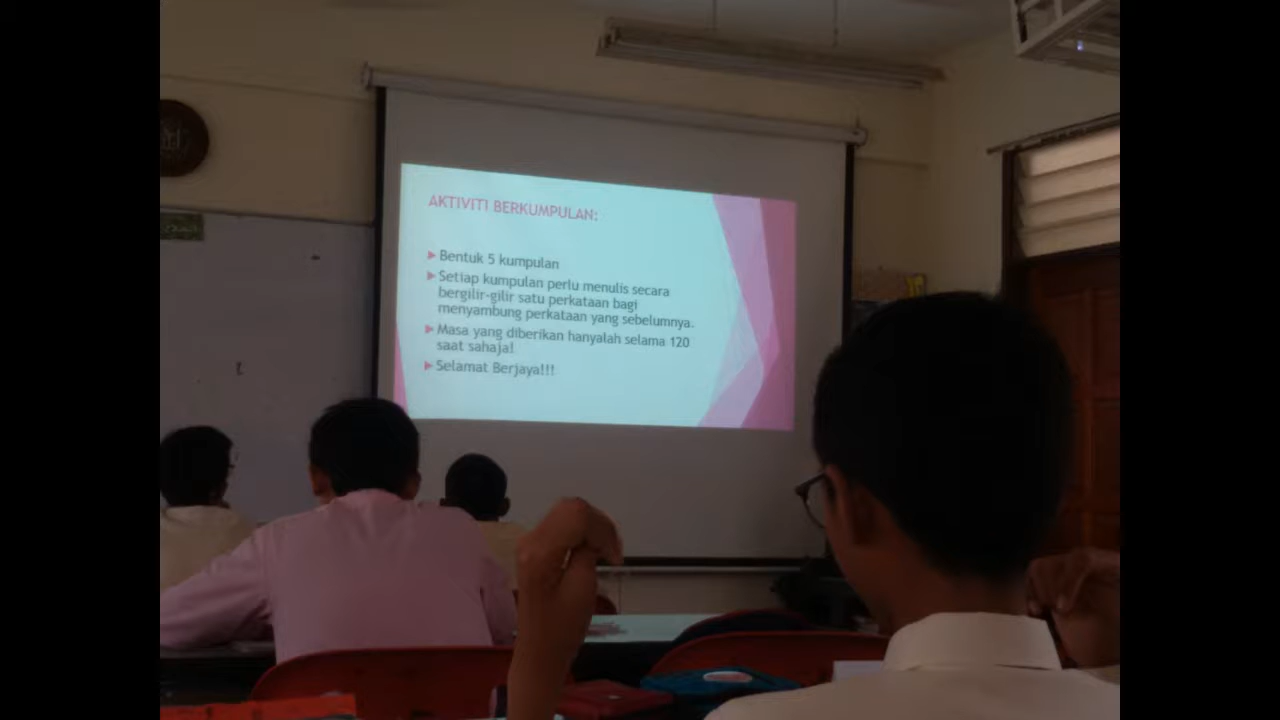 AKTIVITI BERKUMPULAN:
Bentuk 5 kumpulan
Setiap kumpulan perlu menulis secara
bergilir-gilir satu perkataan bagi
menyambung perkataan yang sebelumnya.
Masa yang diberikan hanyalah selama 120
saat sahaja!
Selamat Berjaya!!!